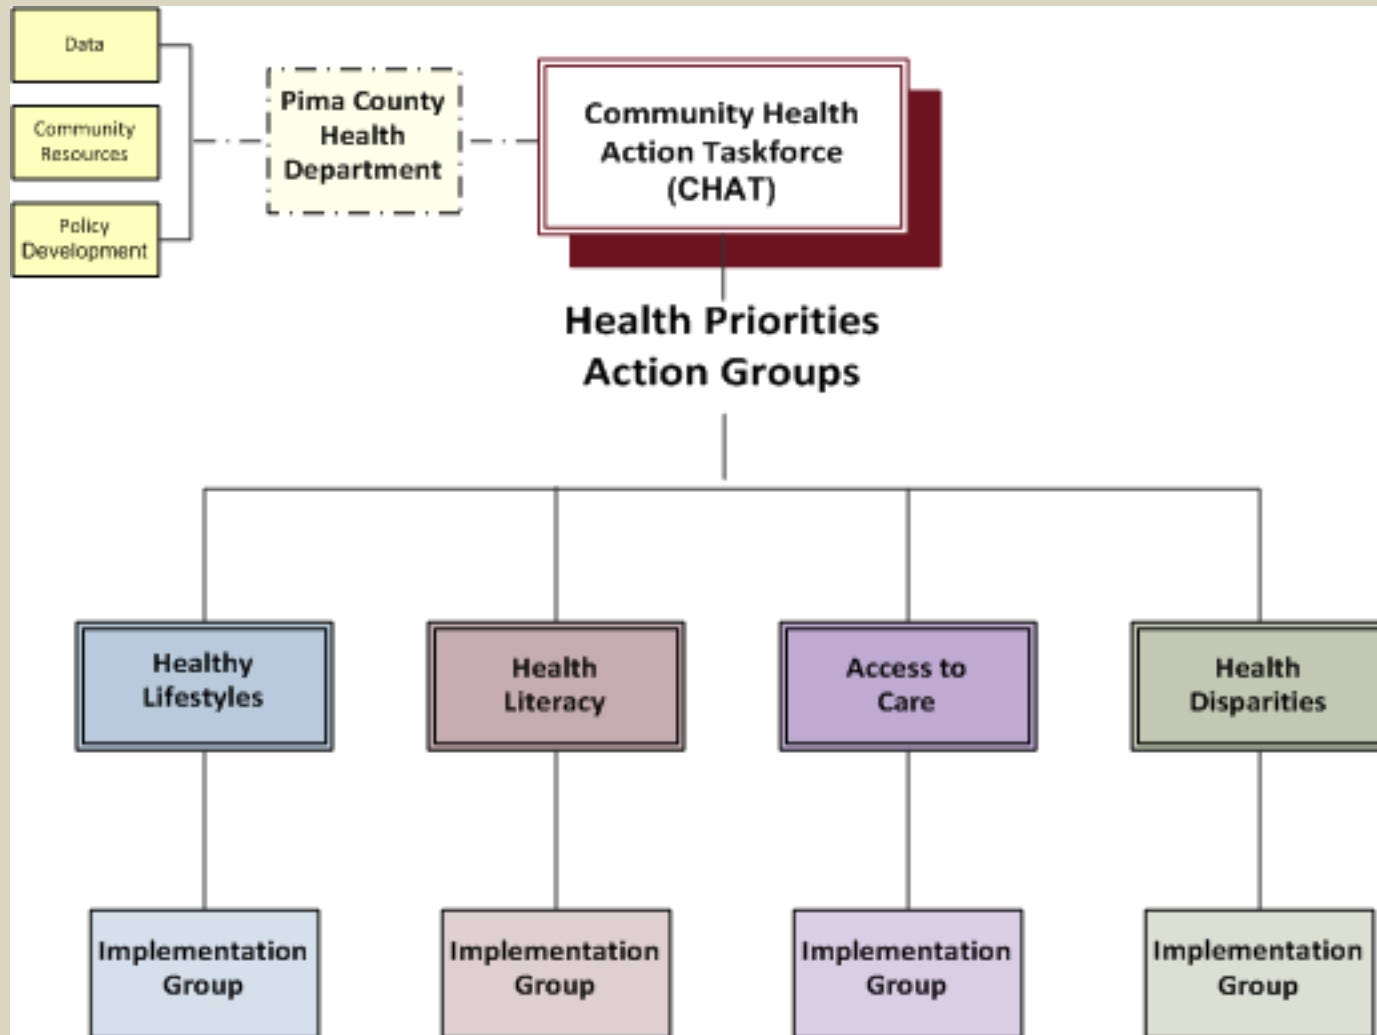 Data
Community
Resources
Policy
Development
Pima County
Health
Department
Community Health
Action Taskforce
(CHAT)
Health Priorities
Action Groups
Healthy
Lifestyles
Health
Literacy
Access to
Care
Health
Disparities
Implementation
Group
Implementation
Group
Implementation
Group
Implementation
Group